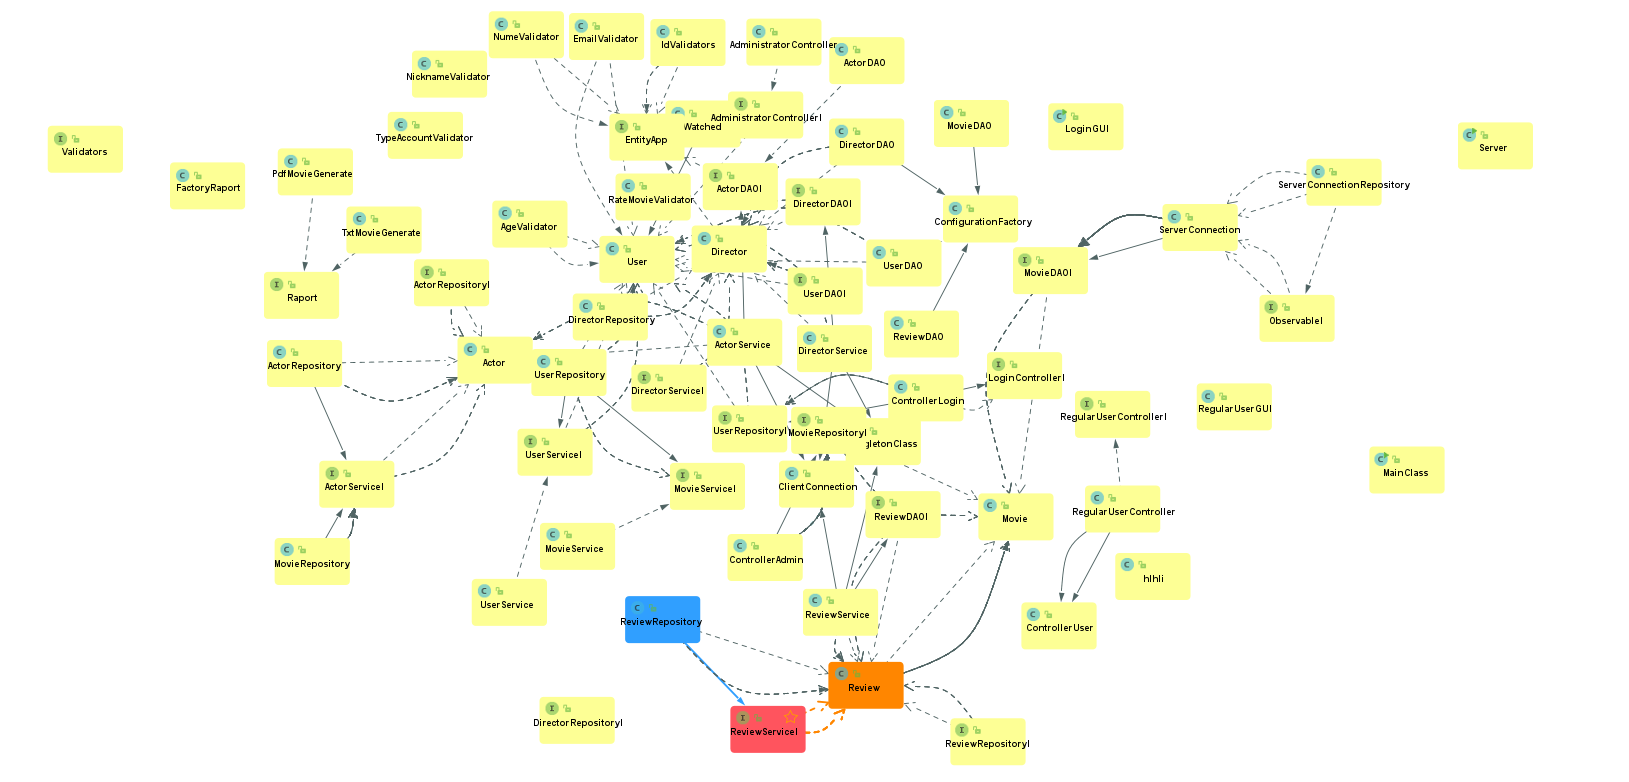 NumeValidator
EmailValidator
IdValidators
AdministratorController
ActorDAO
NicknameValidator
TypeAccountValidator
EntityApp
Watched
AdministratorControllerI
DirectorDAO
MovieDAO
LoginGUI
Server
Validators
FactoryRaport
PdfMovieGenerate
RateMovieValidator
ActorDAOI
DirectorDAOI
ServerConnectionRepository
TxtMovieGenerate
AgeValidator
ConfigurationFactory
ServerConnection
User
Director
UserDAO
MovieDAOI
Raport
ActorRepositoryI
UserDAOI
DirectorRepository
ObservableI
ActorService
DirectorService
ReviewDAO
ActorRepository
Actor
UserRepository
DirectorServiceI
LoginControllerI
ControllerLogin
RegularUserControllerI
RegularUserGUI
UserRepositoryI
MovieRepositoryI
gletonClass
UserServiceI
MainClass
ActorServiceI
MovieServiceI
ClientConnection
ReviewDAOI
Movie
RegularUserController
MovieRepository
MovieService
ControllerAdmin
hlhli
UserService
ReviewRepository
ReviewService
ControllerUser
Review
DirectorRepositoryI
ReviewServiceI
ReviewRepositoryI